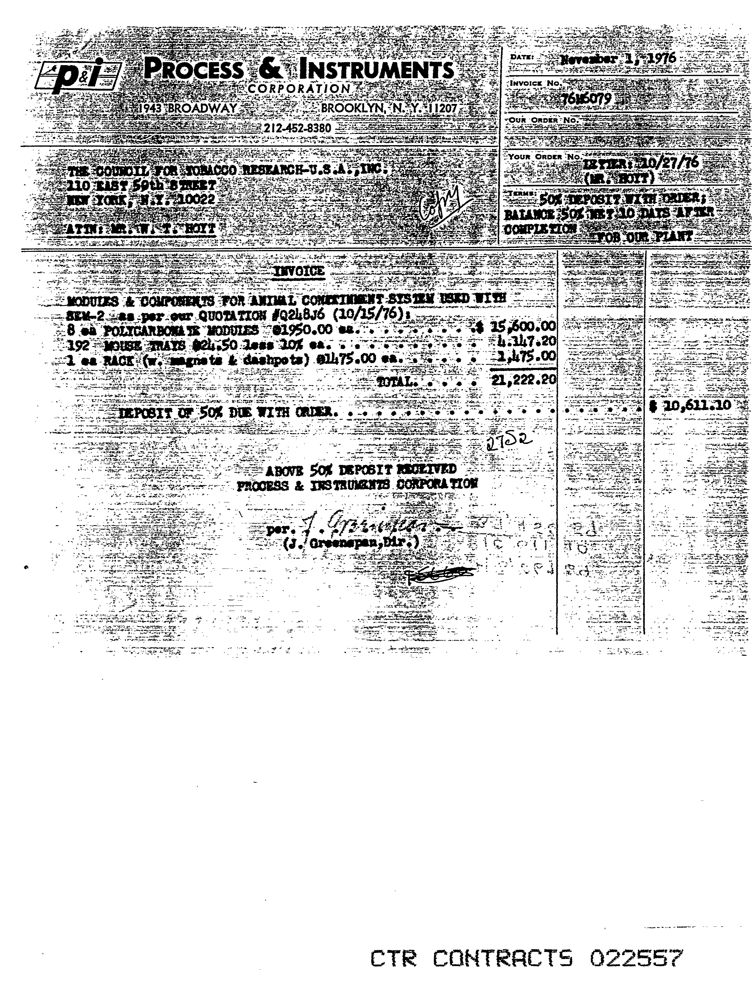 p&i PROCESS & INSTRUMENTS
CORPORATION
1943 BROADWAY BROOKLYN, N. Y. 11207
212-452-8380
DATE: November 1, 1976
INVOICE No. 76N6079
OUR ORDER No.
YOUR ORDER No. LETTER: 10/27/76
(MR. HOYT)
TERMS: 50% DEPOSIT WITH ORDER;
BALANCE 50% NET 10 DAYS AFTER
COMPLETION
FOB OUR PLANT
THE COUNCIL FOR TOBACCO RESEARCH-U.S.A., INC.
110 EAST 59th STREET
NEW YORK, N.Y. 10022
ATTN: MR. W. T. HOYT
Copy
INVOICE
MODULES & COMPONENTS FOR ANIMAL CONTAINMENT SYSTEM USED WITH
SEM-2 as per our QUOTATION #Q248J6 (10/15/76):
8 ea POLYCARBONATE MODULES @1950.00 ea. . . . . . . . . . $ 15,600.00
192 MOUSE TRAYS @24.50 less 10% ea. . . . . . . . . 4,147.20
1 ea RACK (w. magnets & dashpots) @1475.00 ea. . . . . . 1,475.00
TOTAL. . . . . 21,222.20
DEPOSIT OF 50% DUE WITH ORDER. . . . . . . . . . . . . . . . . . . . . $ 10,611.10
2752
ABOVE 50% DEPOSIT RECEIVED
PROCESS & INSTRUMENTS CORPORATION
per. J. Greenspan
(J. Greenspan, Dir.)
CTR CONTRACTS 022557